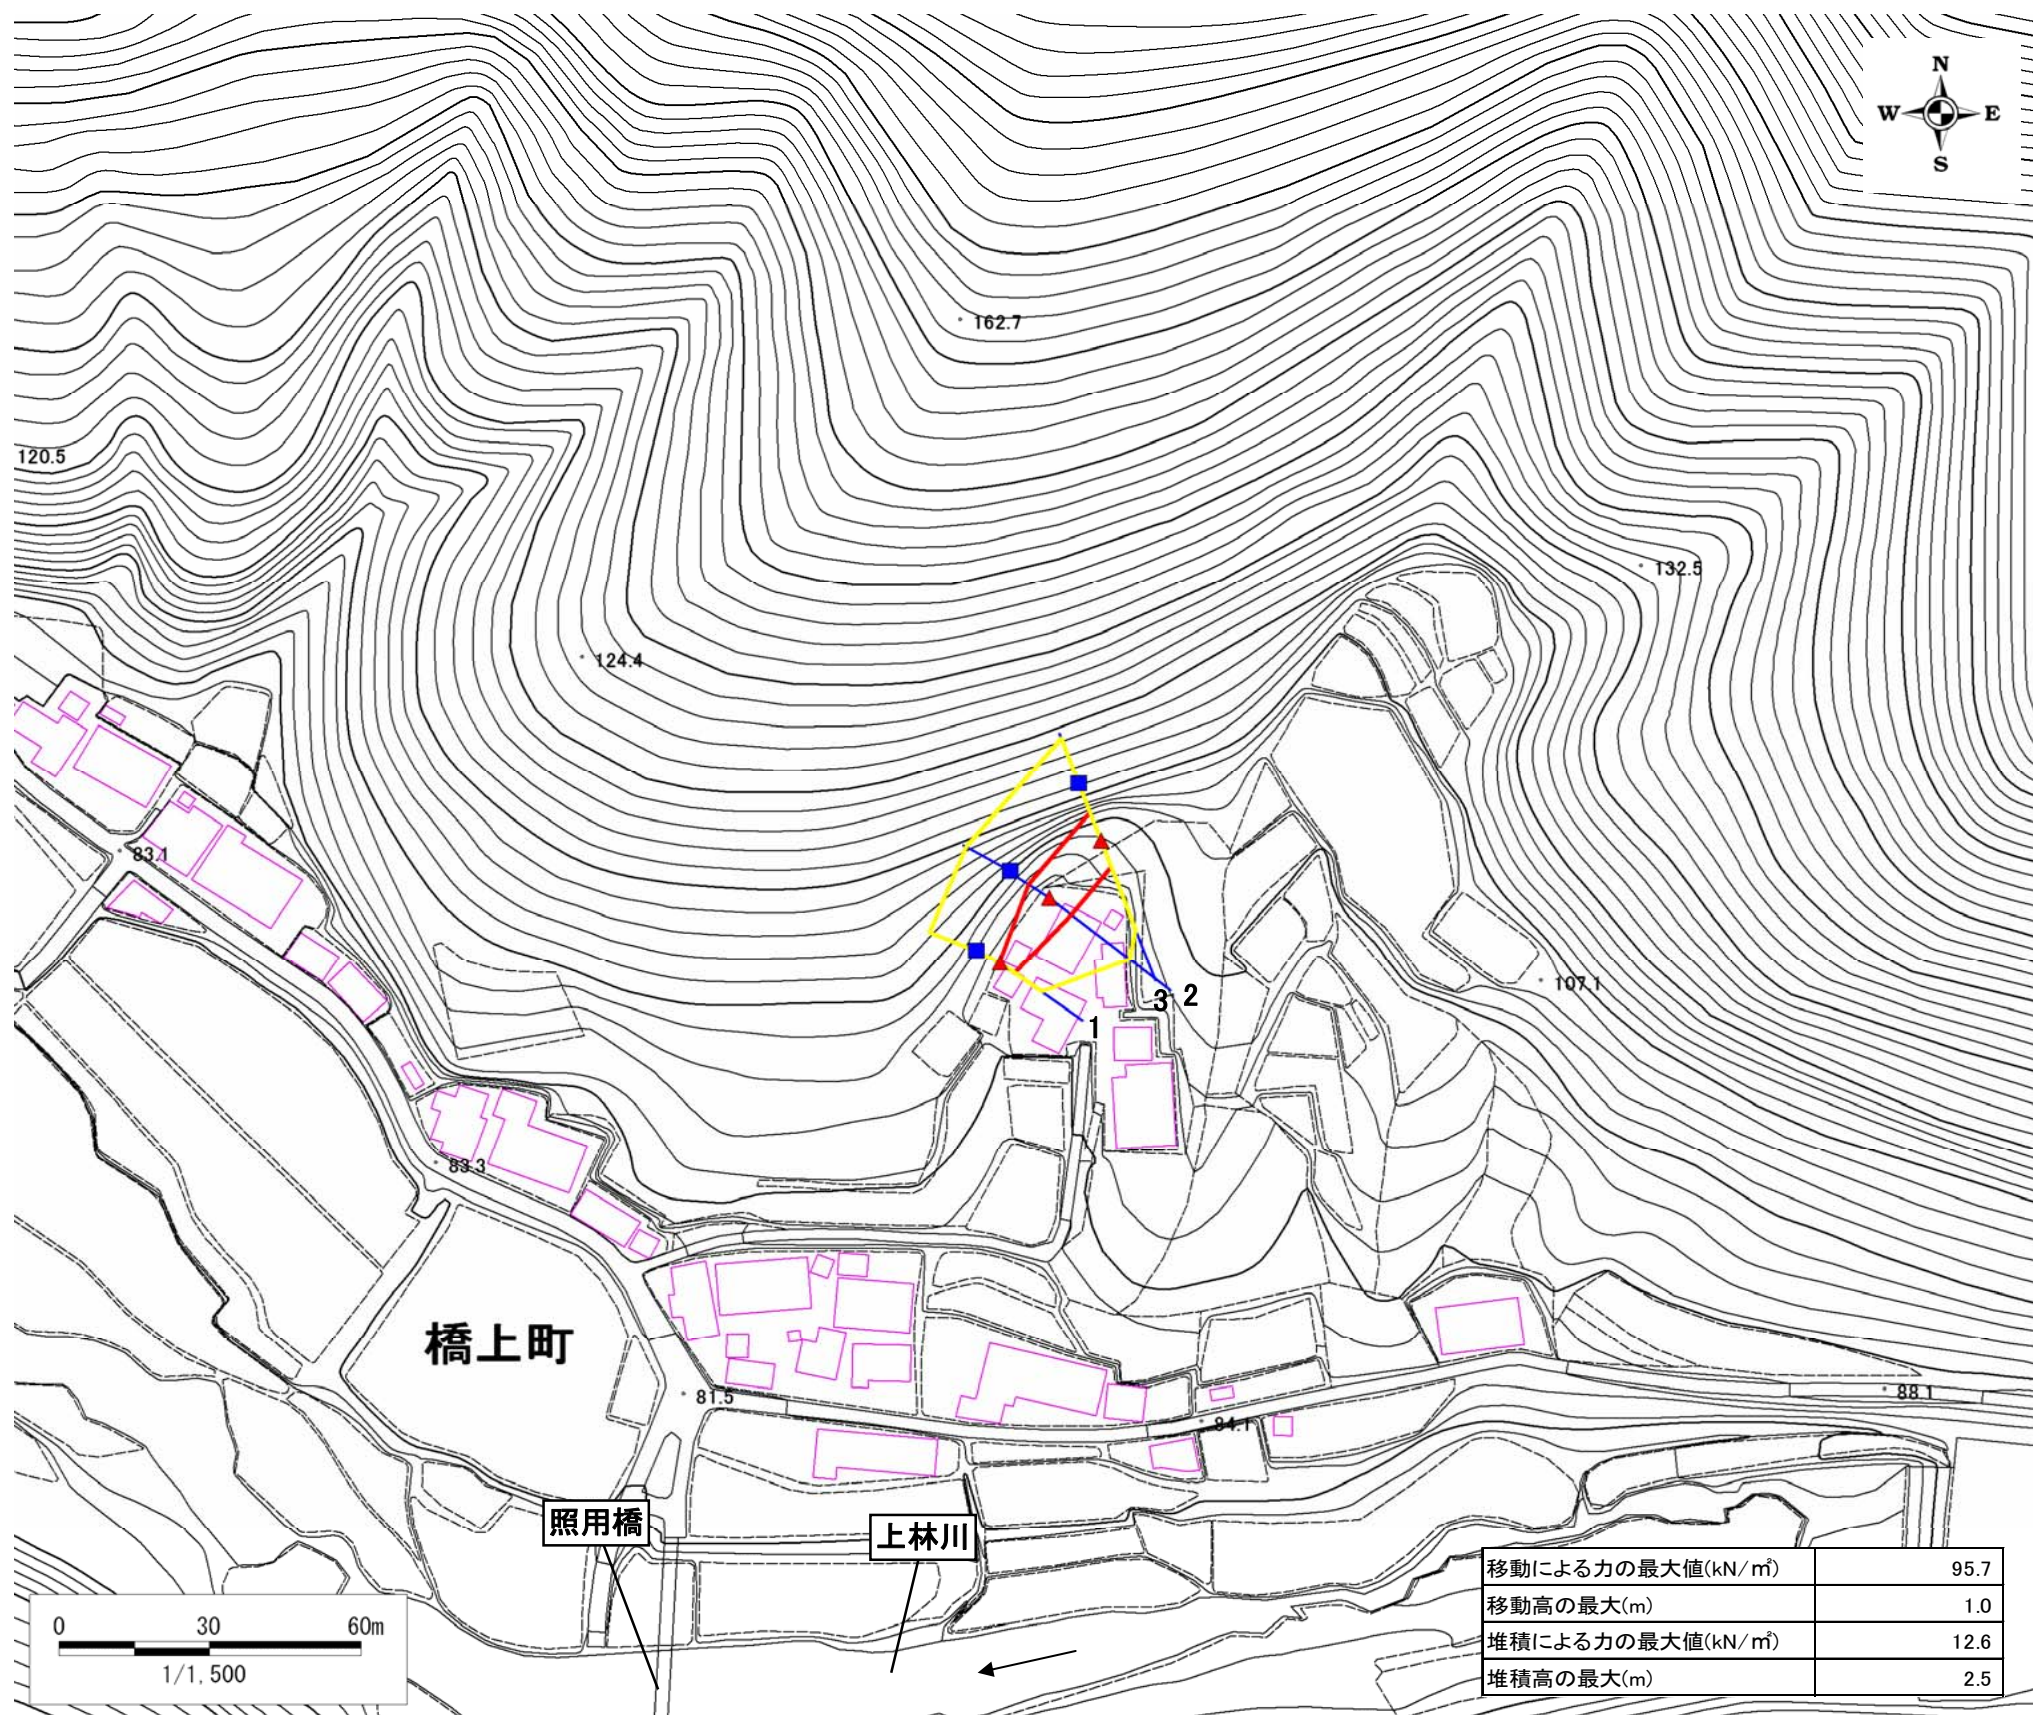 N
W E
S
162.7
120.5
132.5
124.4
83.1
107.1
3 2
1
83.3
橋上町
81.5
84.1
88.1
照用橋
上林川
0 30 60m
1/1,500
移動による力の最大値(kN/㎡) 95.7
移動高の最大(m) 1.0
堆積による力の最大値(kN/㎡) 12.6
堆積高の最大(m) 2.5